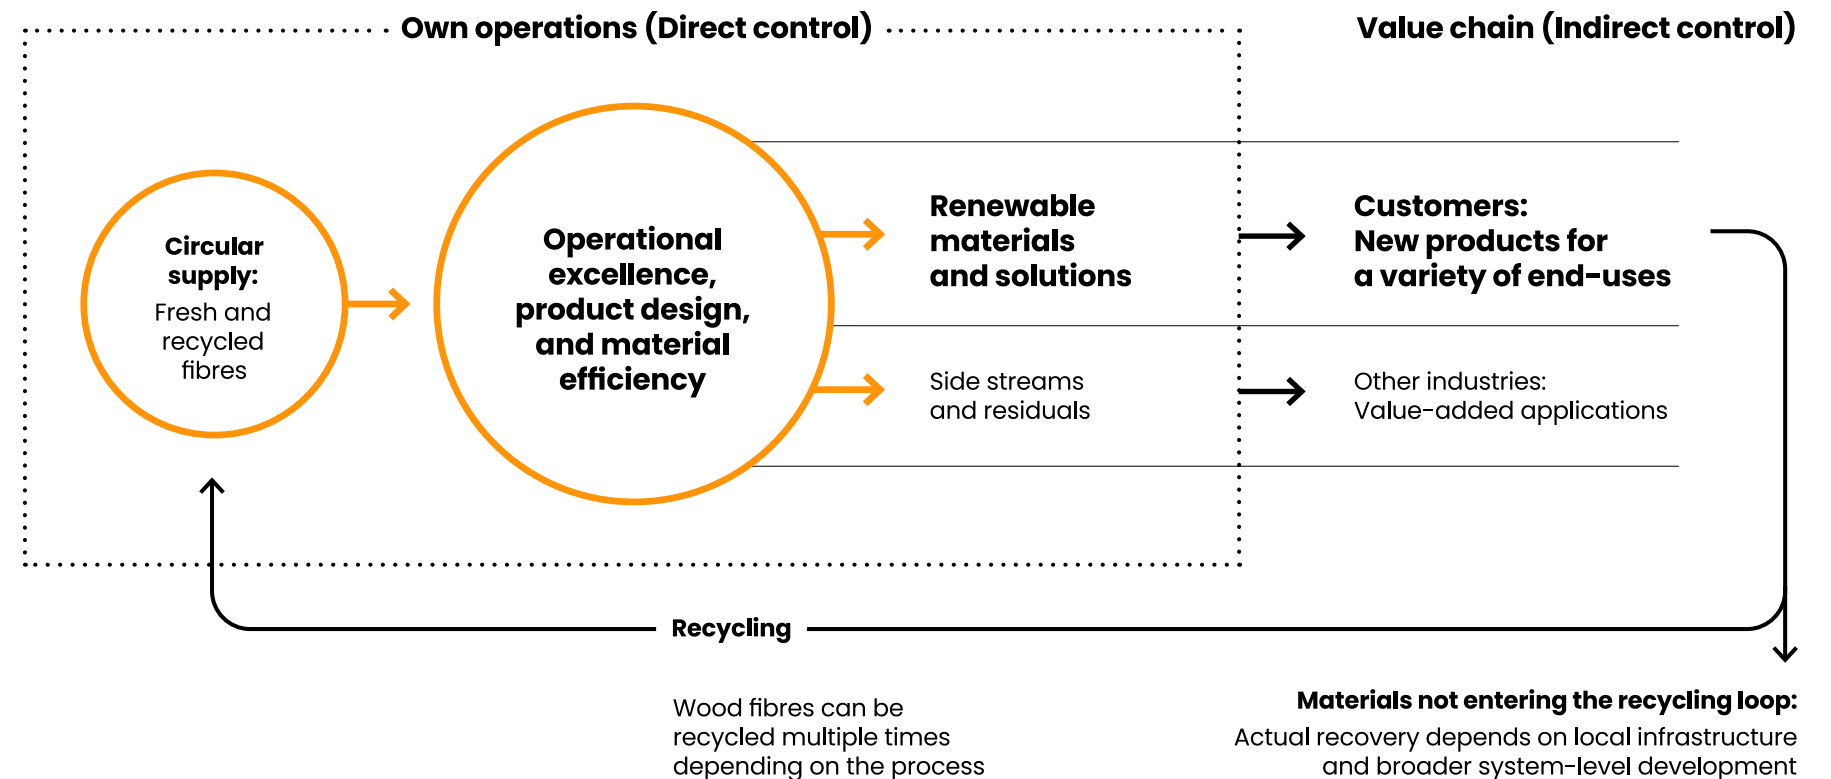 Own operations (Direct control)
Value chain (Indirect control)
Circular
supply:
Fresh and
recycled
fibres
Operational
excellence,
product design,
and material
efficiency
Renewable
materials
and solutions
Customers:
New products for
a variety of end-uses
Side streams
and residuals
Other industries:
Value-added applications
Recycling
Wood fibres can be
recycled multiple times
depending on the process
Materials not entering the recycling loop:
Actual recovery depends on local infrastructure
and broader system-level development